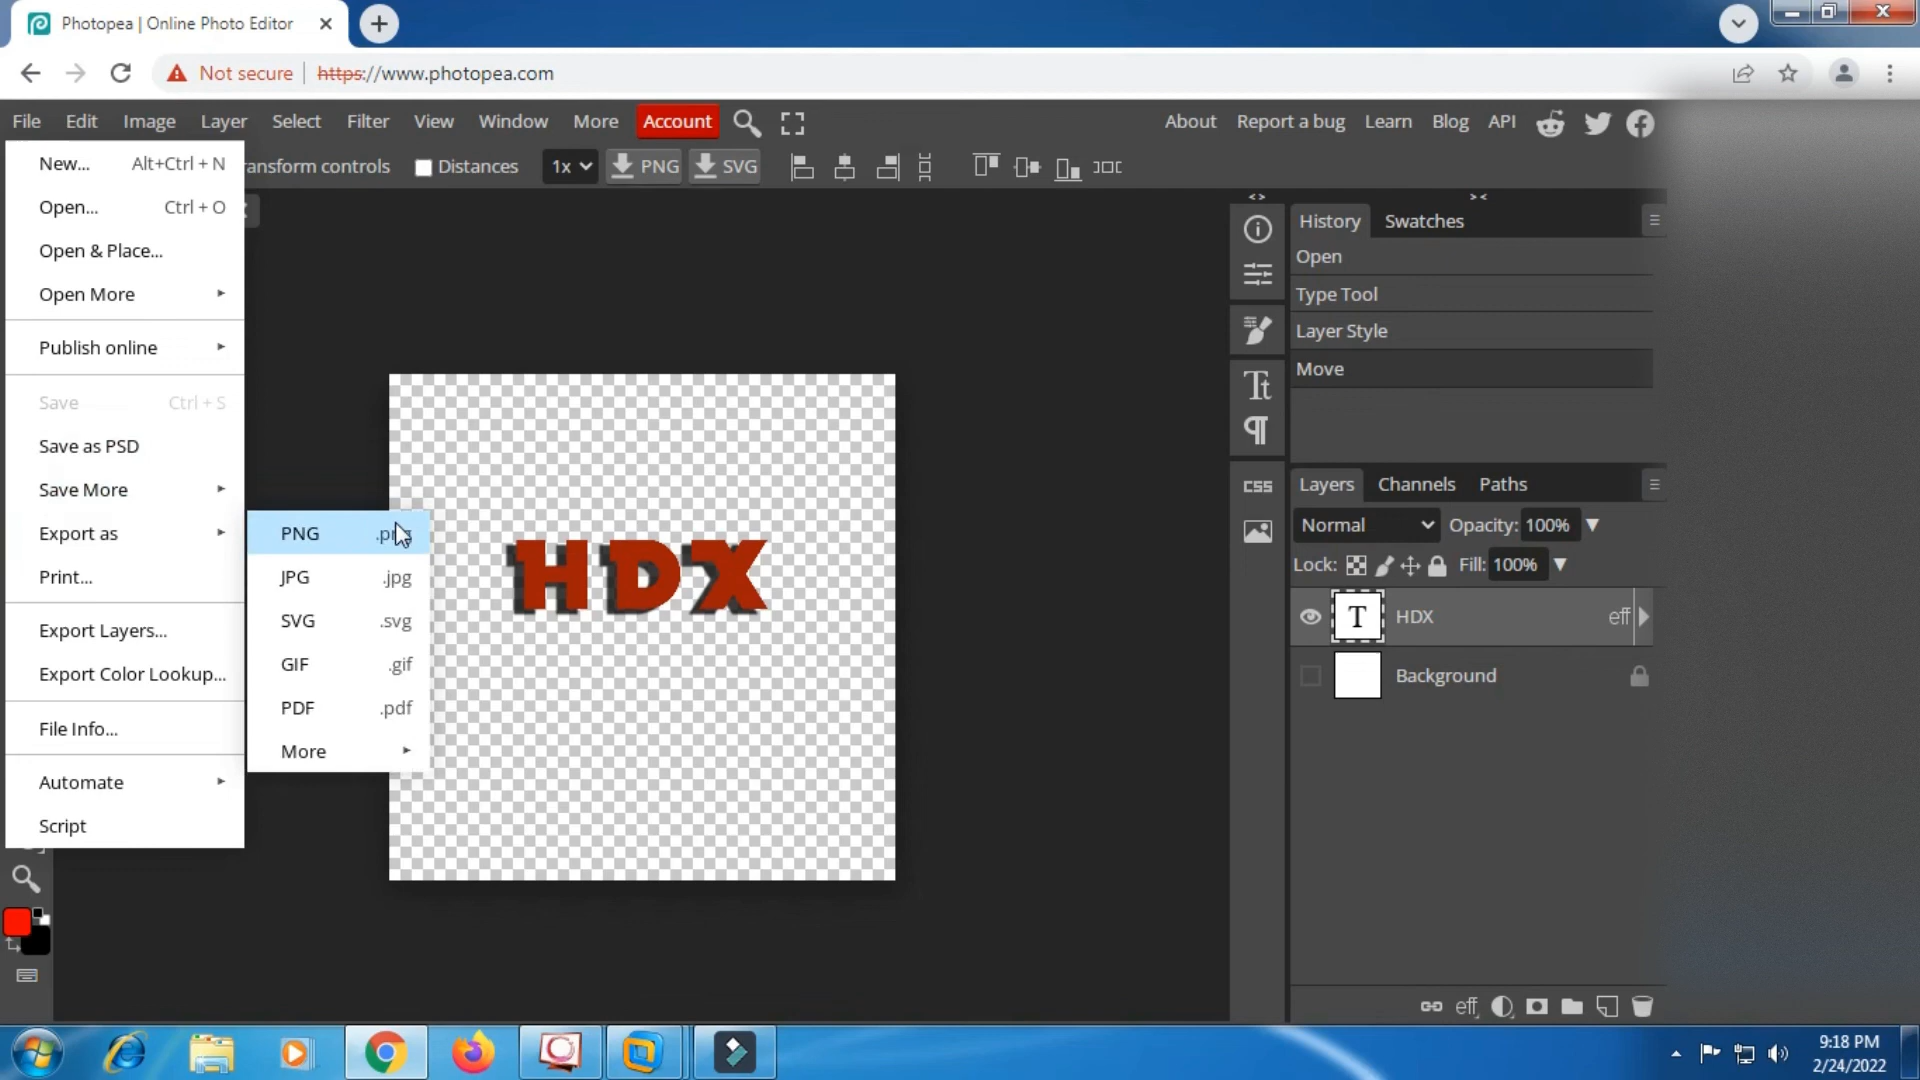 Photopea | Online Photo Editor
Not secure
https://www.photopea.com
File Edit Image Layer Select Filter View Window More Account
About Report a bug Learn Blog API
ansform controls Distances 1x PNG SVG
New... Alt+Ctrl + N
Open... Ctrl + O
Open & Place...
Open More
Publish online
Save Ctrl + S
Save as PSD
Save More
Export as
Print...
Export Layers...
Export Color Lookup...
File Info...
Automate
Script
PNG .png
JPG .jpg
SVG .svg
GIF .gif
PDF .pdf
More
HDX
History Swatches
Open
Type Tool
Layer Style
Move
CSS
Layers Channels Paths
Normal Opacity: 100%
Lock: Fill: 100%
T HDX eff
Background
eff
9:18 PM
2/24/2022